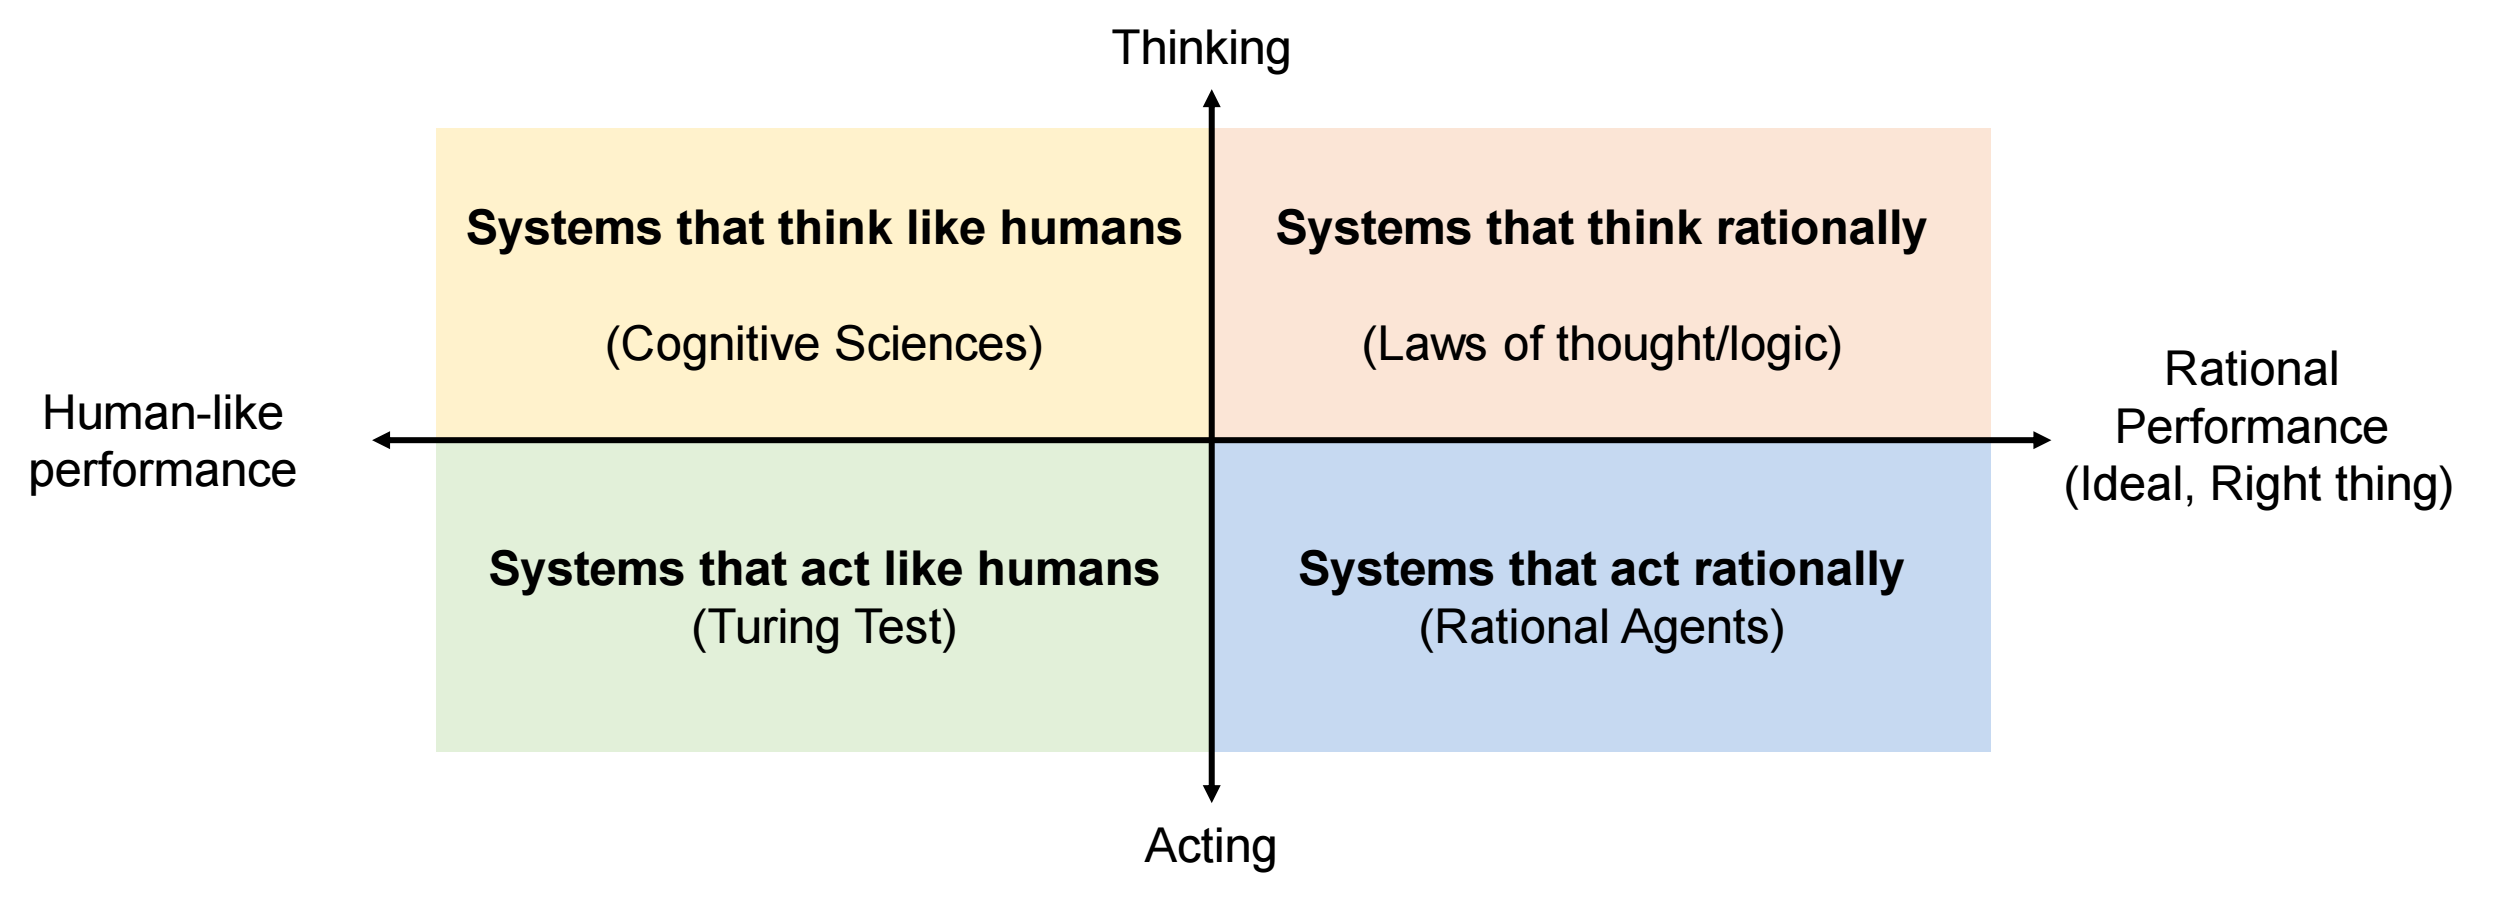 Thinking
Systems that think like humans
(Cognitive Sciences)
Systems that think rationally
(Laws of thought/logic)
Human-like
performance
Rational
Performance
(Ideal, Right thing)
Systems that act like humans
(Turing Test)
Systems that act rationally
(Rational Agents)
Acting